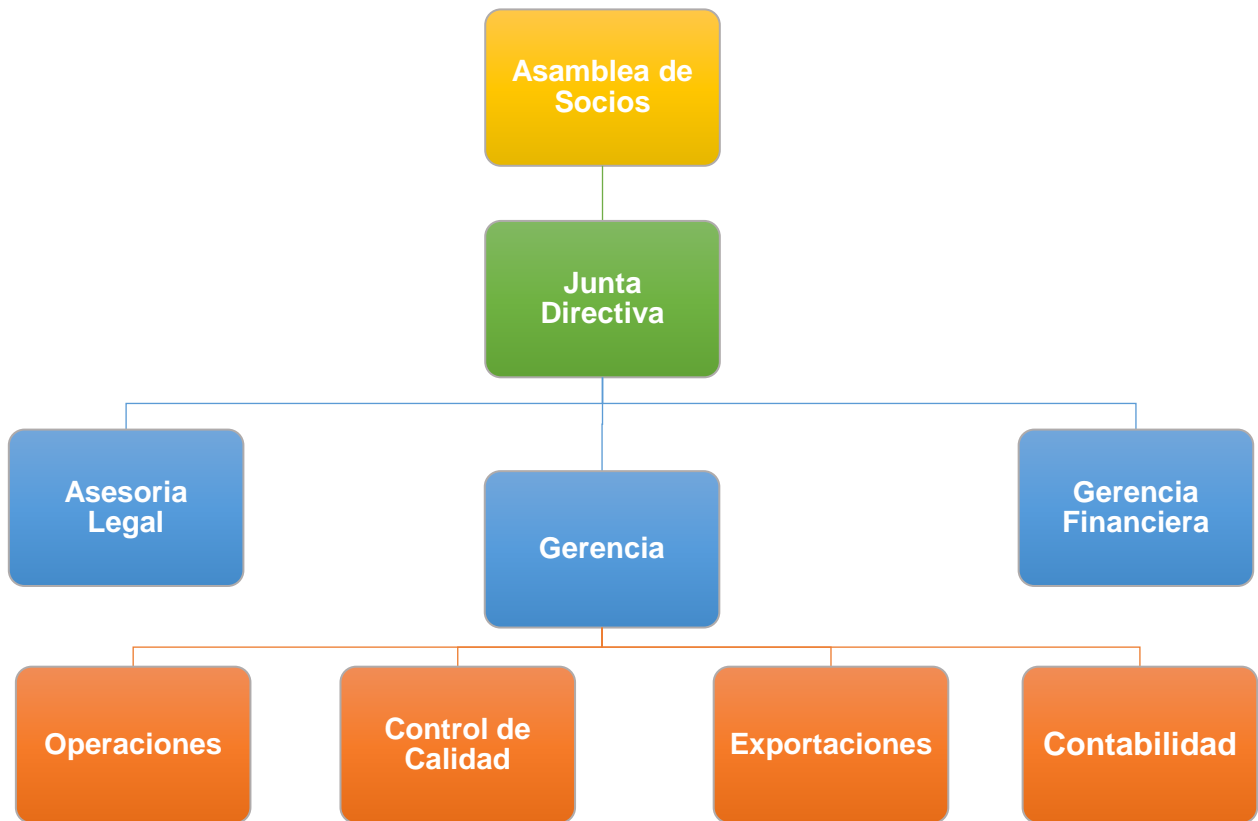 Asamblea de
Socios
Junta
Directiva
Asesoria
Legal
Gerencia
Gerencia
Financiera
Operaciones
Control de
Calidad
Exportaciones
Contabilidad